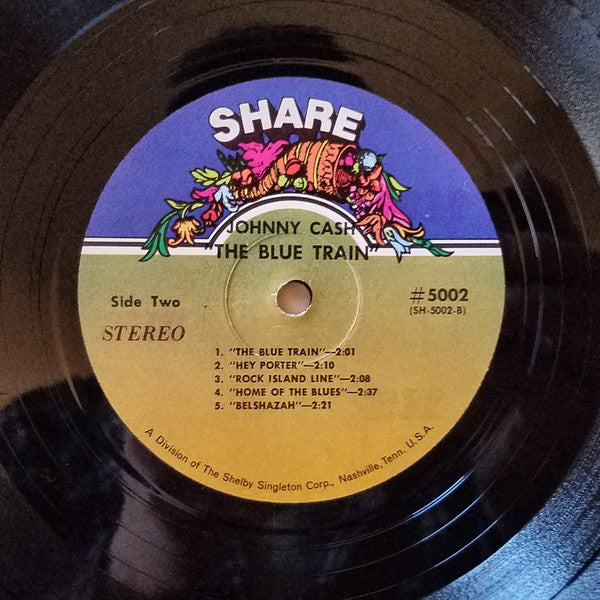 SHARE
JOHNNY CASH
"THE BLUE TRAIN"
Side Two
STEREO
#5002
(SH-5002-B)
1. "THE BLUE TRAIN"—2:01
2. "HEY PORTER"—2:10
3. "ROCK ISLAND LINE"—2:08
4. "HOME OF THE BLUES"—2:37
5. "BELSHAZAH"—2:21
A Division of The Shelby Singleton Corp., Nashville, Tenn. U.S.A.